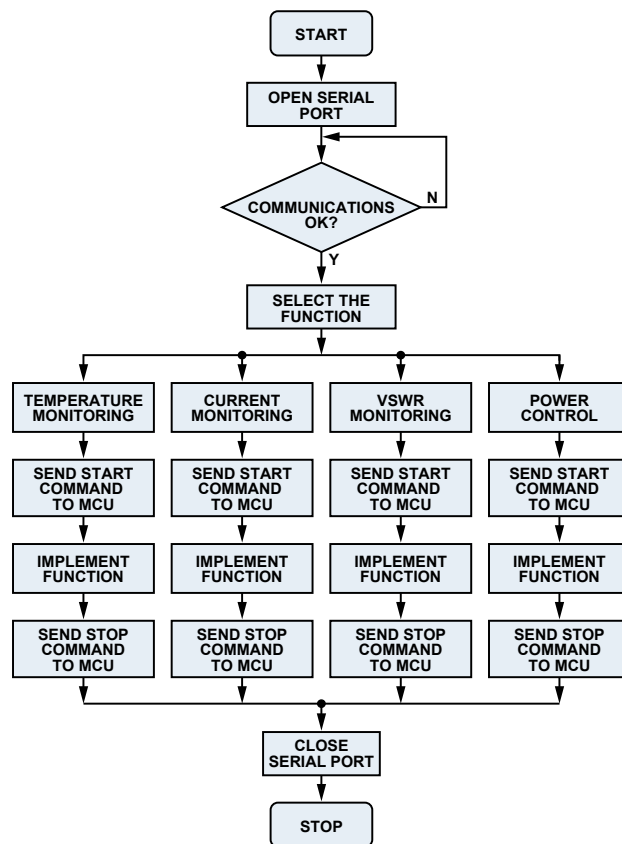 START
OPEN SERIAL
PORT
COMMUNICATIONS
OK?
N
Y
SELECT THE
FUNCTION
TEMPERATURE
MONITORING
CURRENT
MONITORING
VSWR
MONITORING
POWER
CONTROL
SEND START
COMMAND
TO MCU
SEND START
COMMAND
TO MCU
SEND START
COMMAND
TO MCU
SEND START
COMMAND
TO MCU
IMPLEMENT
FUNCTION
IMPLEMENT
FUNCTION
IMPLEMENT
FUNCTION
IMPLEMENT
FUNCTION
SEND STOP
COMMAND
TO MCU
SEND STOP
COMMAND
TO MCU
SEND STOP
COMMAND
TO MCU
SEND STOP
COMMAND
TO MCU
CLOSE
SERIAL PORT
STOP